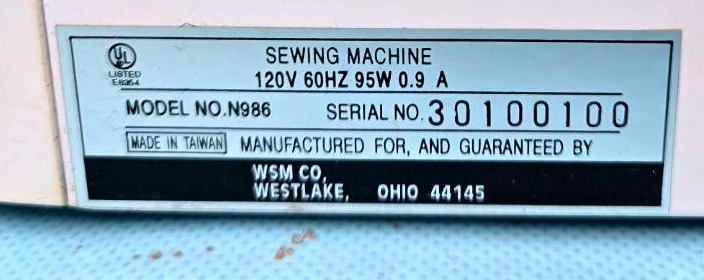 UL
LISTED
E8354
SEWING MACHINE
120V 60HZ 95W 0.9 A
MODEL NO.N986 SERIAL NO. 30100100
MADE IN TAIWAN MANUFACTURED FOR, AND GUARANTEED BY
WSM CO,
WESTLAKE, OHIO 44145